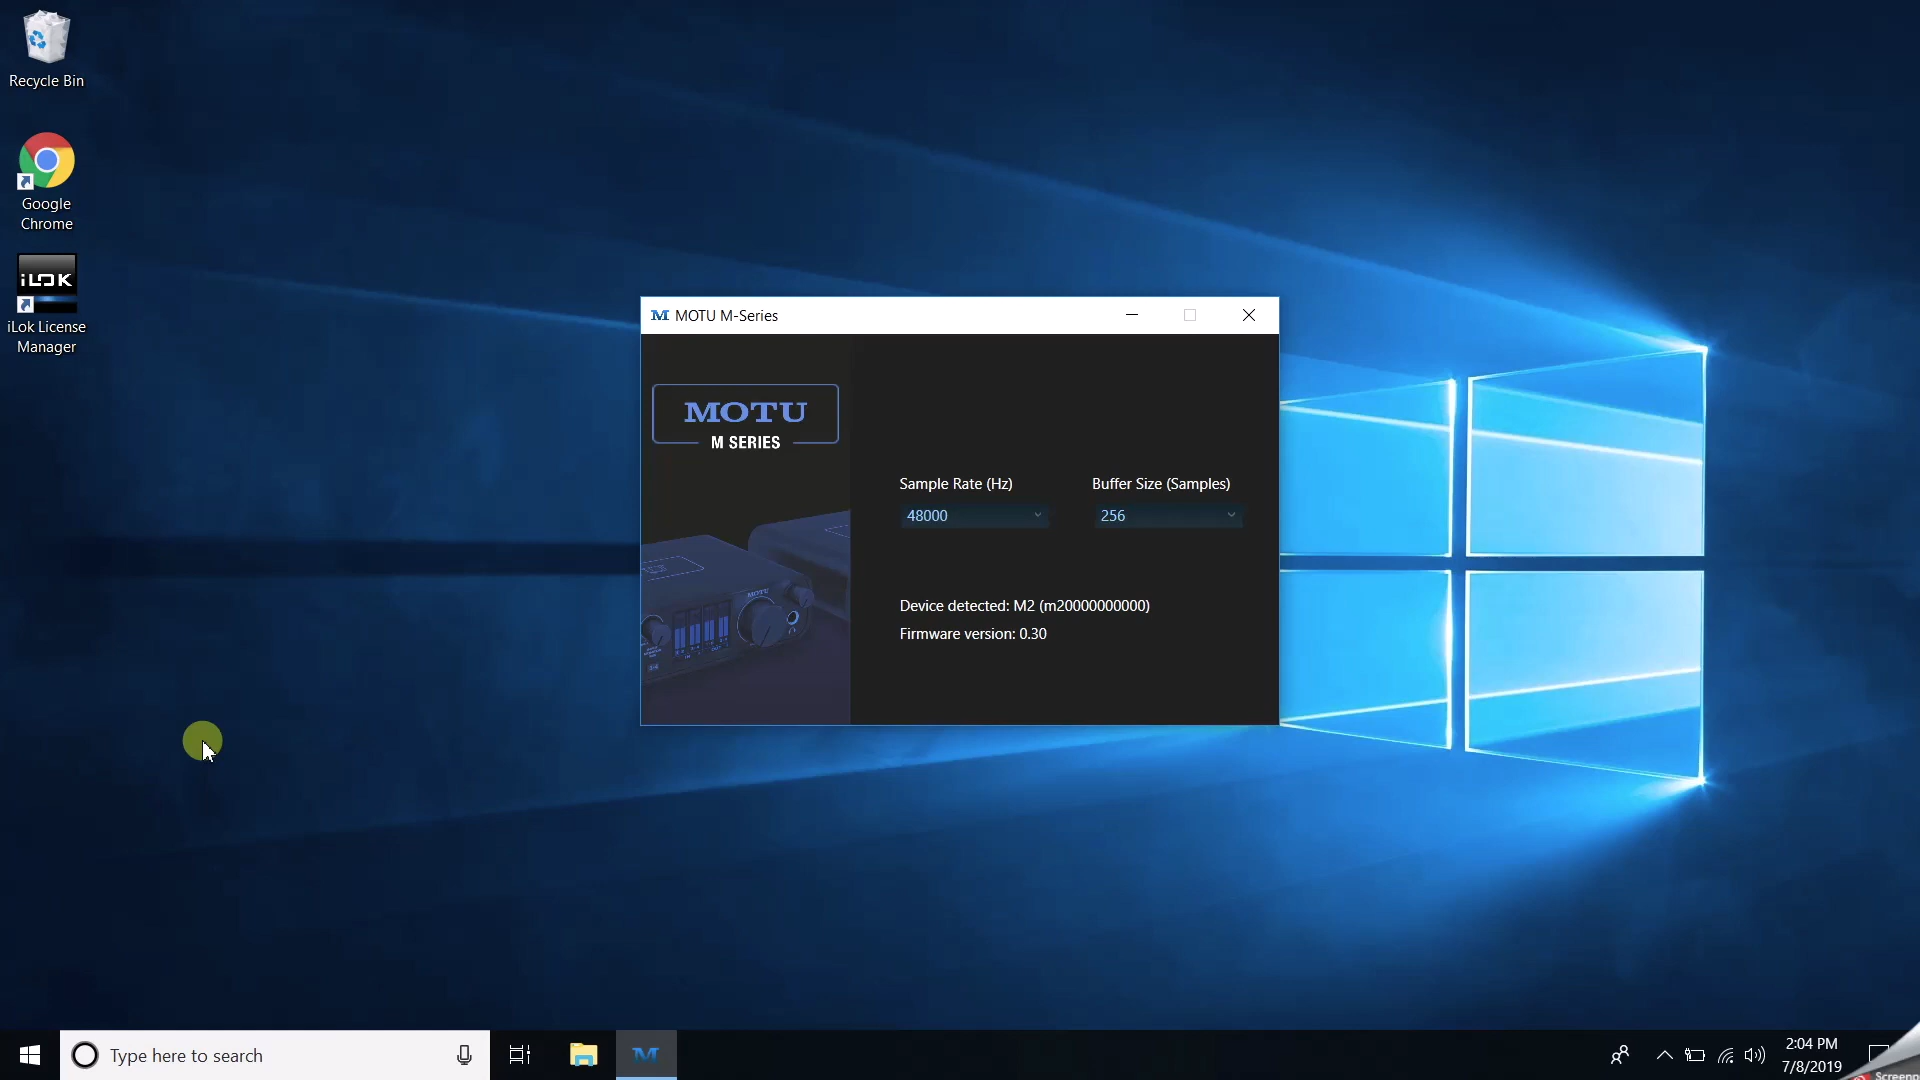 Recycle Bin
Google
Chrome
iLOK
iLok License
Manager
M MOTU M-Series
MOTU
M SERIES
Sample Rate (Hz)
Buffer Size (Samples)
48000
256
Device detected: M2 (m20000000000)
Firmware version: 0.30
MOTU
Type here to search
M
2:04 PM
7/8/2019